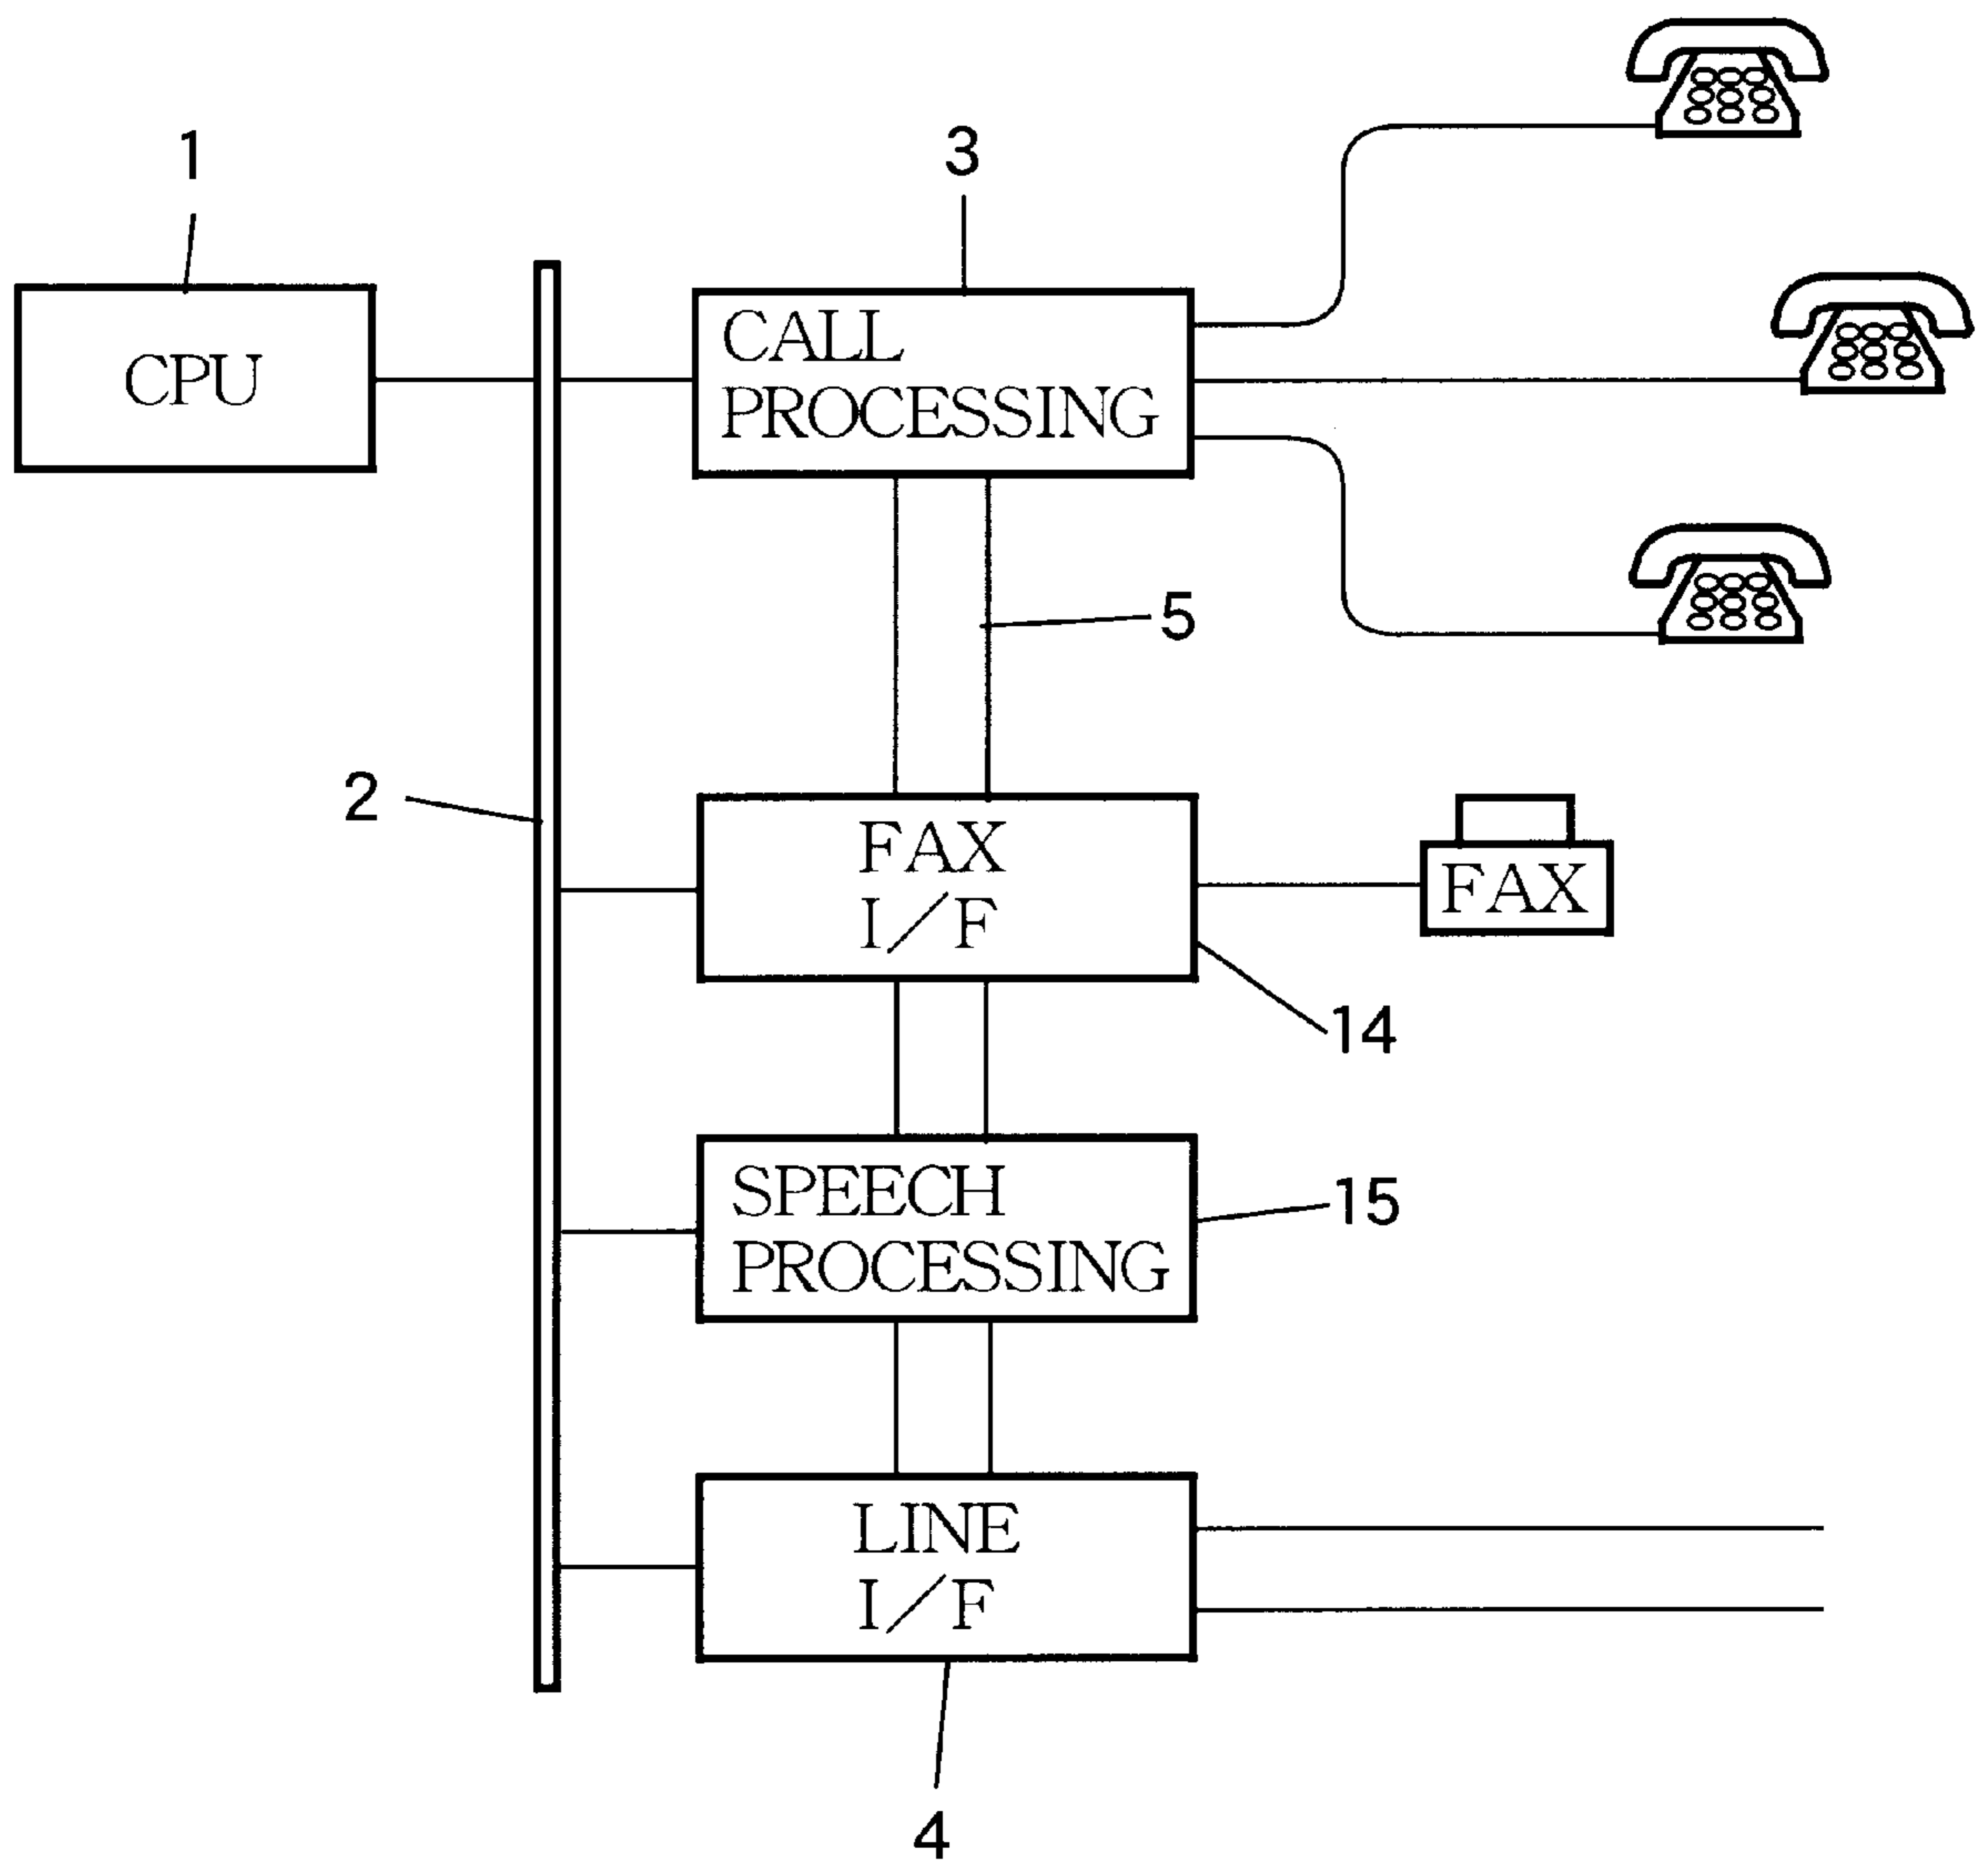 1
3
CPU
CALL
PROCESSING
5
2
FAX
I/F
FAX
14
SPEECH
PROCESSING
15
LINE
I/F
4